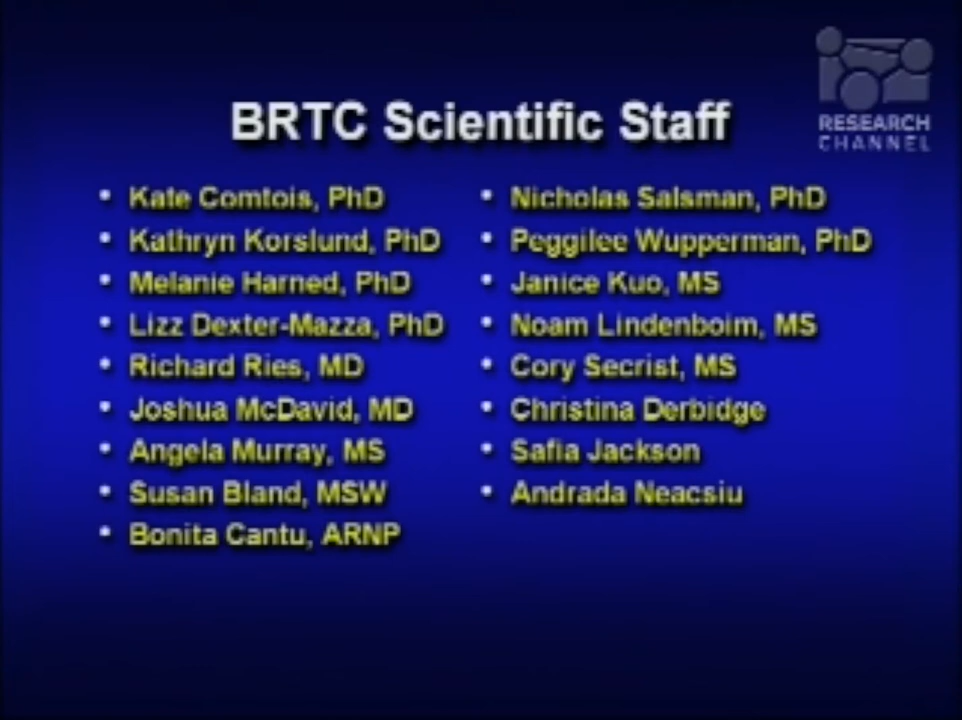 RESEARCH
CHANNEL
BRTC Scientific Staff
• Kate Comtois, PhD
• Kathryn Korslund, PhD
• Melanie Harned, PhD
• Lizz Dexter-Mazza, PhD
• Richard Ries, MD
• Joshua McDavid, MD
• Angela Murray, MS
• Susan Bland, MSW
• Bonita Cantu, ARNP
• Nicholas Salsman, PhD
• Peggilee Wupperman, PhD
• Janice Kuo, MS
• Noam Lindenboim, MS
• Cory Secrist, MS
• Christina Derbidge
• Safia Jackson
• Andrada Neacsiu